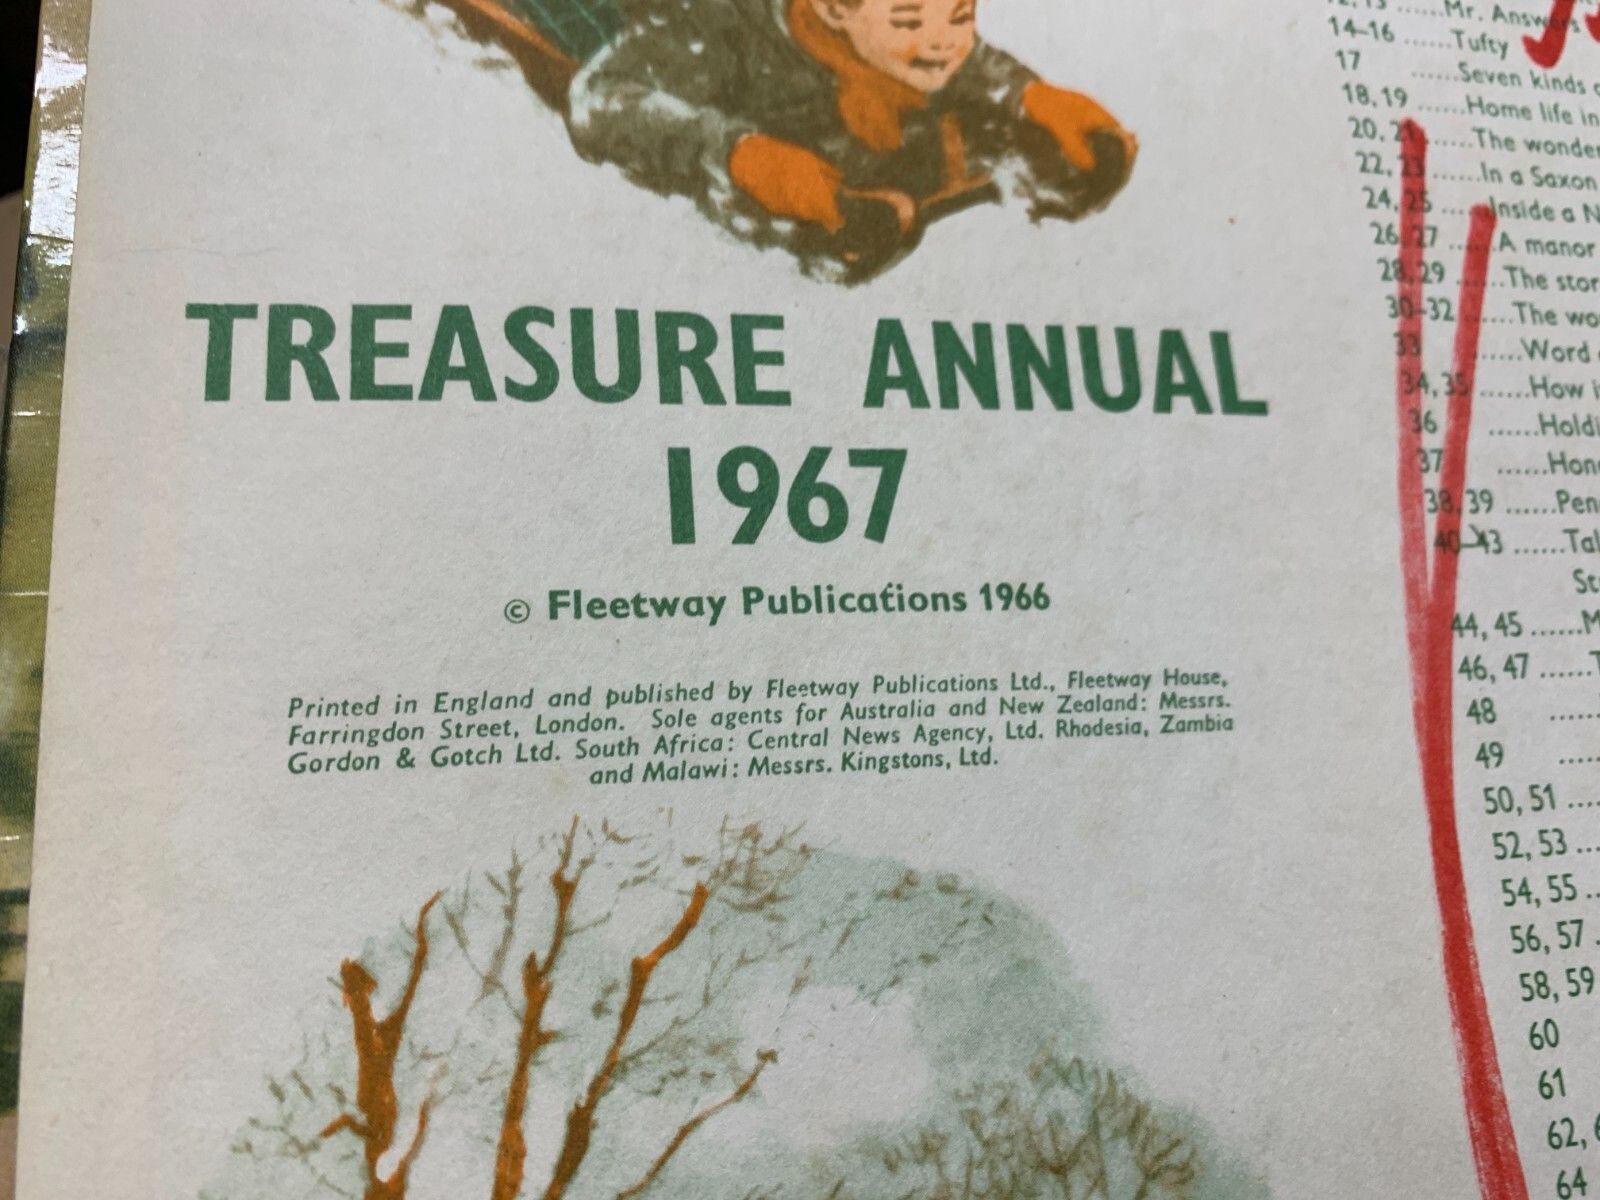 TREASURE ANNUAL
1967
© Fleetway Publications 1966
Printed in England and published by Fleetway Publications Ltd., Fleetway House,
Farringdon Street, London. Sole agents for Australia and New Zealand: Messrs.
Gordon & Gotch Ltd. South Africa: Central News Agency, Ltd. Rhodesia, Zambia
and Malawi: Messrs. Kingstons, Ltd.
......Mr. Answers
14–16 ......Tufty
17 ......Seven kinds
18, 19 ......Home life in
20, 21 ......The wonder
22, 23 ......In a Saxon
24, 25 ......Inside a N
26, 27 ......A manor
28, 29 ......The stor
30–32 ......The wo
33 ......Word
34, 35 ......How i
36 ......Holdi
37 ......Hon
38, 39 ......Pen
40–43 ......Tal
St
44, 45 ......M
46, 47 ......T
48 ......
49 .....
50, 51 ....
52, 53 ...
54, 55 ..
56, 57 .
58, 59
60
61
62,
64